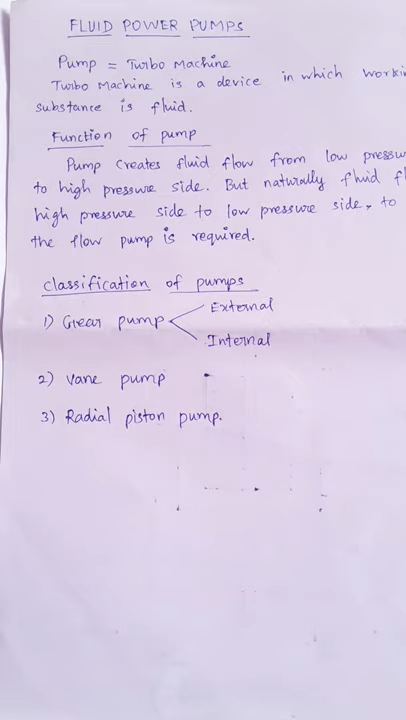 FLUID POWER PUMPS
Pump = Turbo Machine
Turbo Machine is a device in which
substance is fluid.
Function of pump
Pump creates fluid flow from low
to high pressure side. But naturally fluid
high pressure side to low pressure side, to
the flow pump is required.
classification of pumps
1) Gear pump External
Internal
2) Vane pump
3) Radial piston pump.